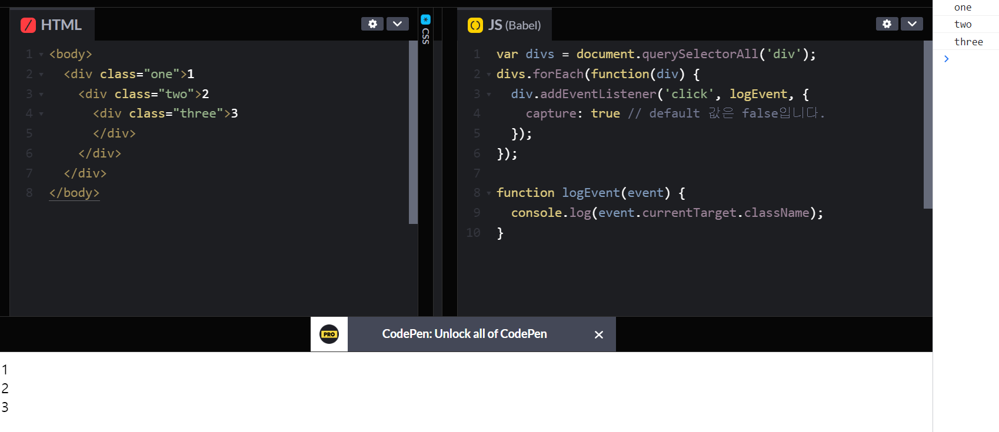 HTML
1 <body>
2 <div class="one">1
3 <div class="two">2
4 <div class="three">3
5 </div>
6 </div>
7 </div>
8 </body>
CSS
JS (Babel)
1 var divs = document.querySelectorAll('div');
2 divs.forEach(function(div) {
3 div.addEventListener('click', logEvent, {
4 capture: true // default 값은 false입니다.
5 });
6 });
7
8 function logEvent(event) {
9 console.log(event.currentTarget.className);
10 }
one
two
three
PRO
CodePen: Unlock all of CodePen
1
2
3